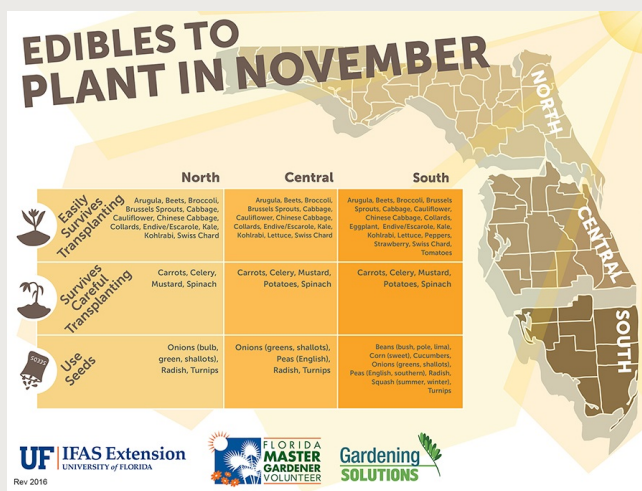 EDIBLES TO
PLANT IN NOVEMBER
NORTH
CENTRAL
SOUTH
North Central South
Easily
Survives
Transplanting
Arugula, Beets, Broccoli,
Brussels Sprouts, Cabbage,
Cauliflower, Chinese Cabbage,
Collards, Endive/Escarole, Kale,
Kohlrabi, Swiss Chard
Arugula, Beets, Broccoli,
Brussels Sprouts, Cabbage,
Cauliflower, Chinese Cabbage,
Collards, Endive/Escarole, Kale,
Kohlrabi, Lettuce, Swiss Chard
Arugula, Beets, Broccoli, Brussels
Sprouts, Cabbage, Cauliflower,
Chinese Cabbage, Collards,
Eggplant, Endive/Escarole, Kale,
Kohlrabi, Lettuce, Peppers,
Strawberry, Swiss Chard,
Tomatoes
Survives
Careful
Transplanting
Carrots, Celery,
Mustard, Spinach
Carrots, Celery, Mustard,
Potatoes, Spinach
Carrots, Celery, Mustard,
Potatoes, Spinach
SEEDS
Use
Seeds
Onions (bulb,
green, shallots),
Radish, Turnips
Onions (greens, shallots),
Peas (English),
Radish, Turnips
Beans (bush, pole, lima),
Corn (sweet), Cucumbers,
Onions (greens, shallots),
Peas (English, southern), Radish,
Squash (summer, winter),
Turnips
UF IFAS Extension
UNIVERSITY of FLORIDA
FLORIDA
MASTER
GARDENER
VOLUNTEER
Gardening
SOLUTIONS
Rev 2016